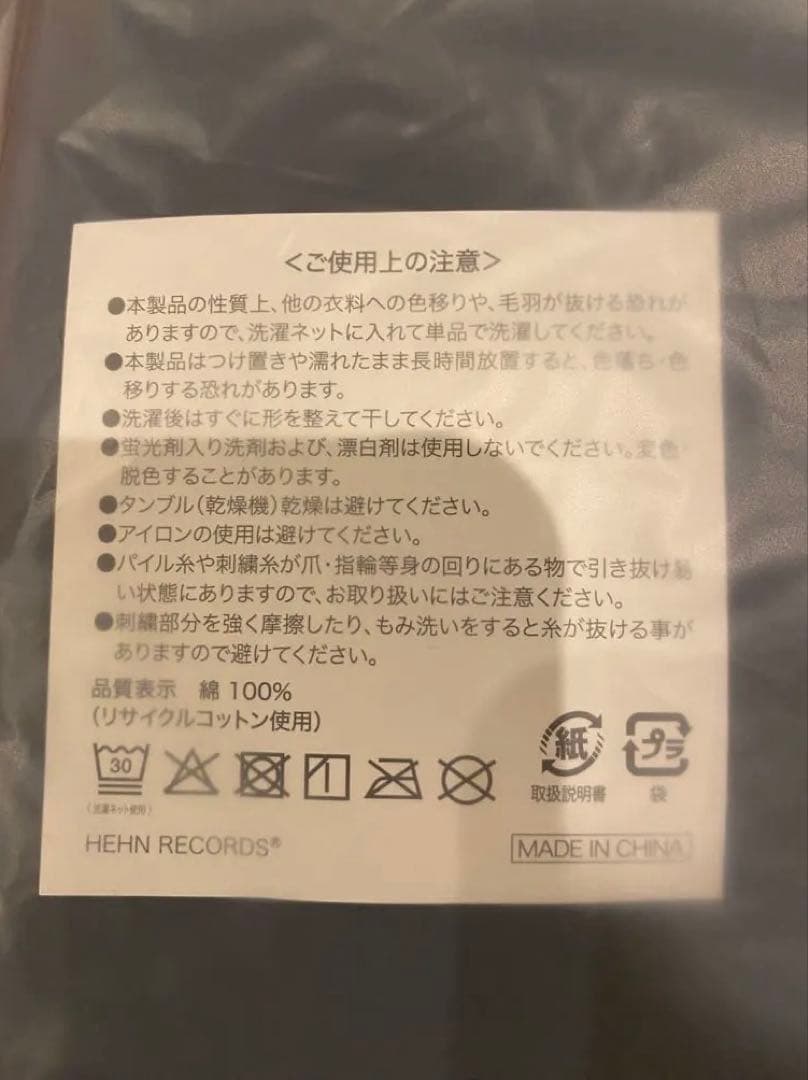 ＜ご使用上の注意＞
●本製品の性質上、他の衣料への色移りや、毛羽が抜ける恐れが
ありますので、洗濯ネットに入れて単品で洗濯してください。
●本製品はつけ置きや濡れたまま長時間放置すると、色落ち・色
移りする恐れがあります。
●洗濯後はすぐに形を整えて干してください。
●蛍光剤入り洗剤および、漂白剤は使用しないでください。変色・
脱色することがあります。
●タンブル（乾燥機）乾燥は避けてください。
●アイロンの使用は避けてください。
●パイル糸や刺繍糸が爪・指輪等身の回りにある物で引き抜け易
い状態にありますので、お取り扱いにはご注意ください。
●刺繍部分を強く摩擦したり、もみ洗いをすると糸が抜ける事が
ありますので避けてください。
品質表示　綿 100%
（リサイクルコットン使用）
30
（洗濯ネット使用）
紙
取扱説明書
プラ
袋
HEHN RECORDS®
MADE IN CHINA